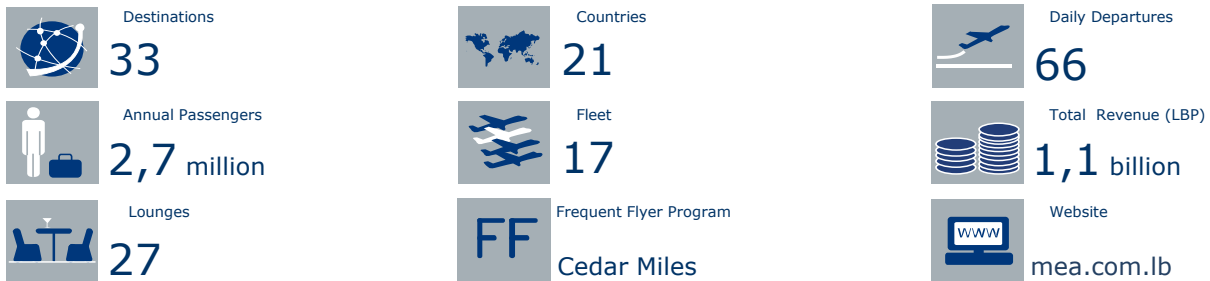 Destinations
33
Countries
21
Daily Departures
66
Annual Passengers
2,7 million
Fleet
17
Total Revenue (LBP)
1,1 billion
Lounges
27
FF
Frequent Flyer Program
Cedar Miles
www
Website
mea.com.lb